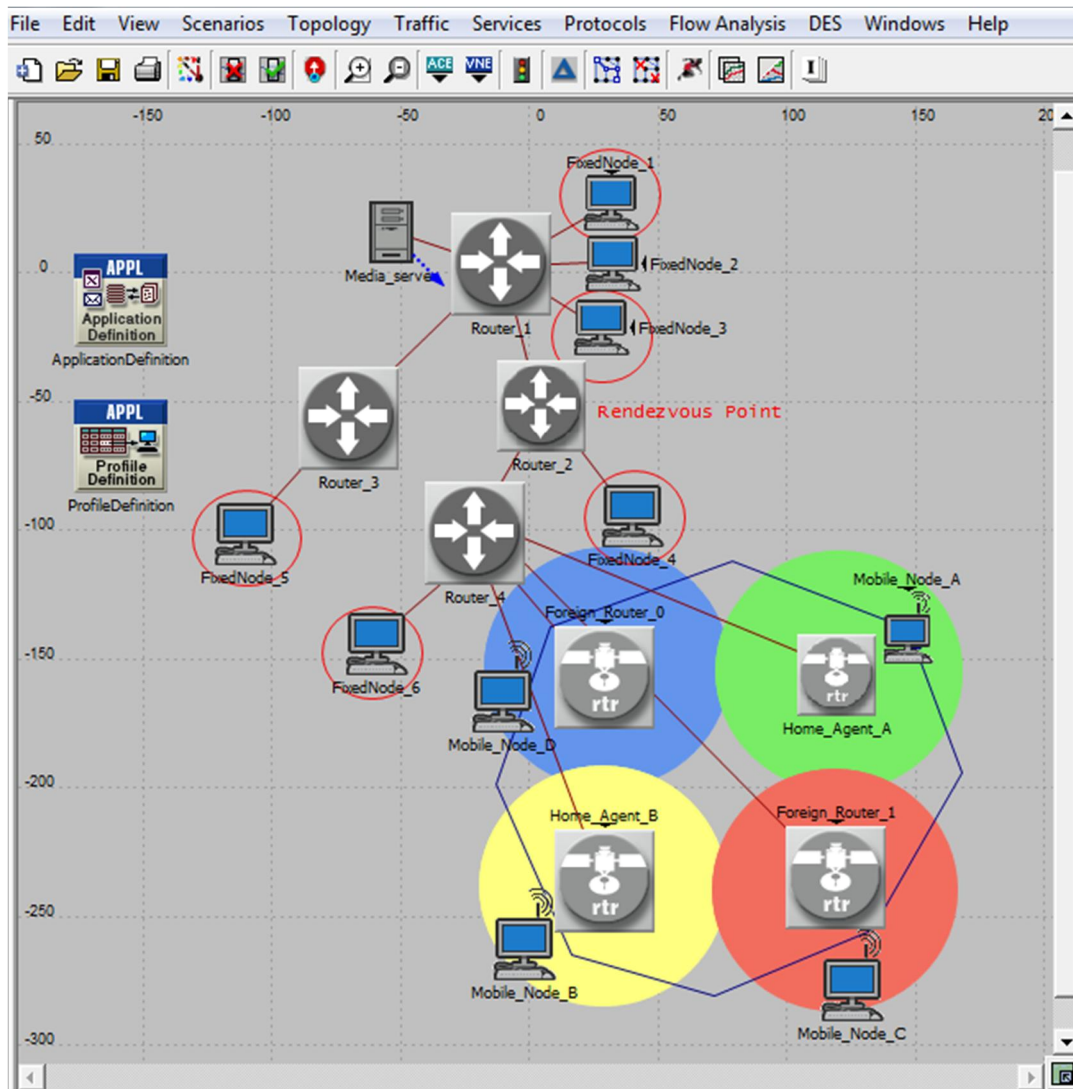 File Edit View Scenarios Topology Traffic Services Protocols Flow Analysis DES Windows Help
ACE VNE
-150 -100 -50 0 50 100 150 20
50
FixedNode_1
FixedNode_2
Media_serve
0
FixedNode_3
Router_1
APPL
Application
Definition
ApplicationDefinition
-50
Rendezvous Point
APPL
Profile
Definition
ProfileDefinition
Router_3
Router_2
-100
FixedNode_5
FixedNode_4
Router_4
Mobile_Node_A
Foreign_Router_0
-150
rtr
rtr
FixedNode_6
Home_Agent_A
Mobile_Node_D
-200
Home_Agent_B
Foreign_Router_1
rtr
rtr
-250
Mobile_Node_B
Mobile_Node_C
-300